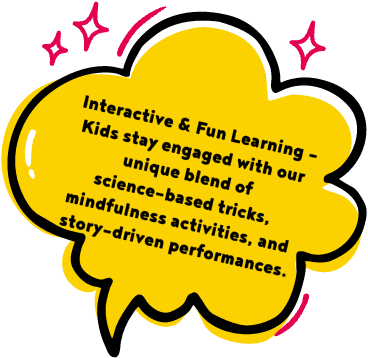 Interactive & Fun Learning –
Kids stay engaged with our
unique blend of
science-based tricks,
mindfulness activities, and
story-driven performances.